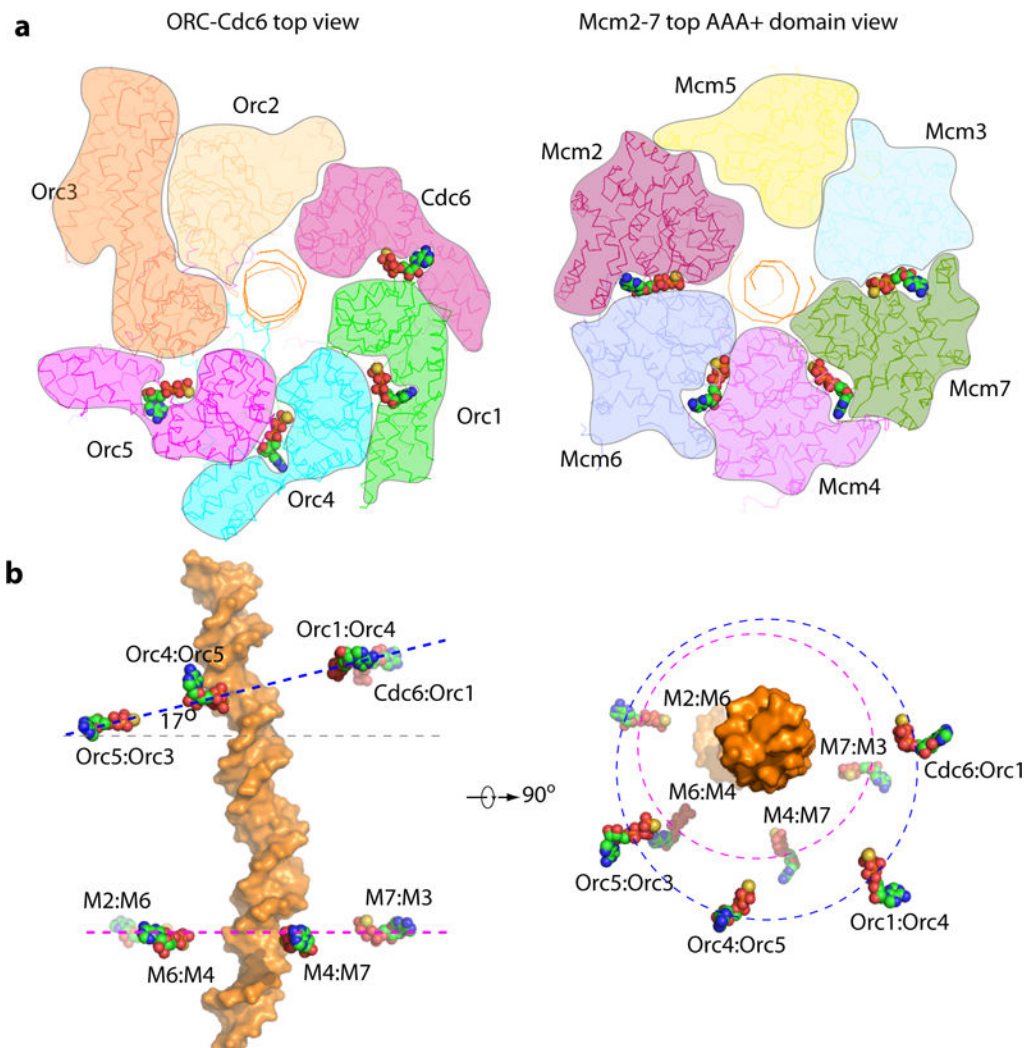 a
ORC-Cdc6 top view
Mcm2-7 top AAA+ domain view
Orc2
Orc3
Cdc6
Orc1
Orc5
Orc4
Mcm5
Mcm3
Mcm2
Mcm7
Mcm6
Mcm4
b
Orc1:Orc4
Orc4:Orc5
Cdc6:Orc1
17°
Orc5:Orc3
M2:M6
M7:M3
M6:M4
M4:M7
90°
M2:M6
M7:M3
Cdc6:Orc1
M6:M4
M4:M7
Orc5:Orc3
Orc1:Orc4
Orc4:Orc5